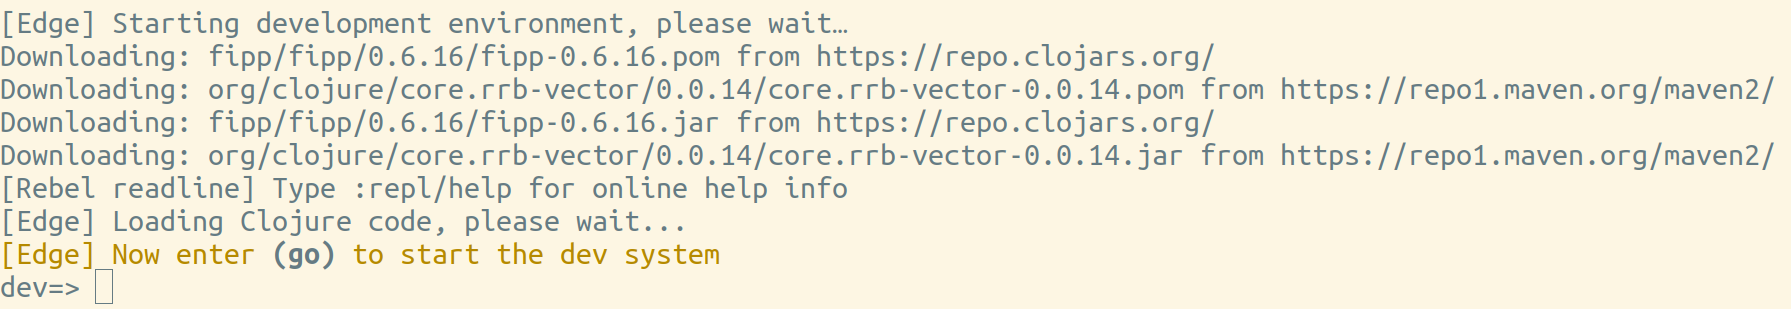 [Edge] Starting development environment, please wait…
Downloading: fipp/fipp/0.6.16/fipp-0.6.16.pom from https://repo.clojars.org/
Downloading: org/clojure/core.rrb-vector/0.0.14/core.rrb-vector-0.0.14.pom from https://repo1.maven.org/maven2/
Downloading: fipp/fipp/0.6.16/fipp-0.6.16.jar from https://repo.clojars.org/
Downloading: org/clojure/core.rrb-vector/0.0.14/core.rrb-vector-0.0.14.jar from https://repo1.maven.org/maven2/
[Rebel readline] Type :repl/help for online help info
[Edge] Loading Clojure code, please wait...
[Edge] Now enter (go) to start the dev system
dev=>